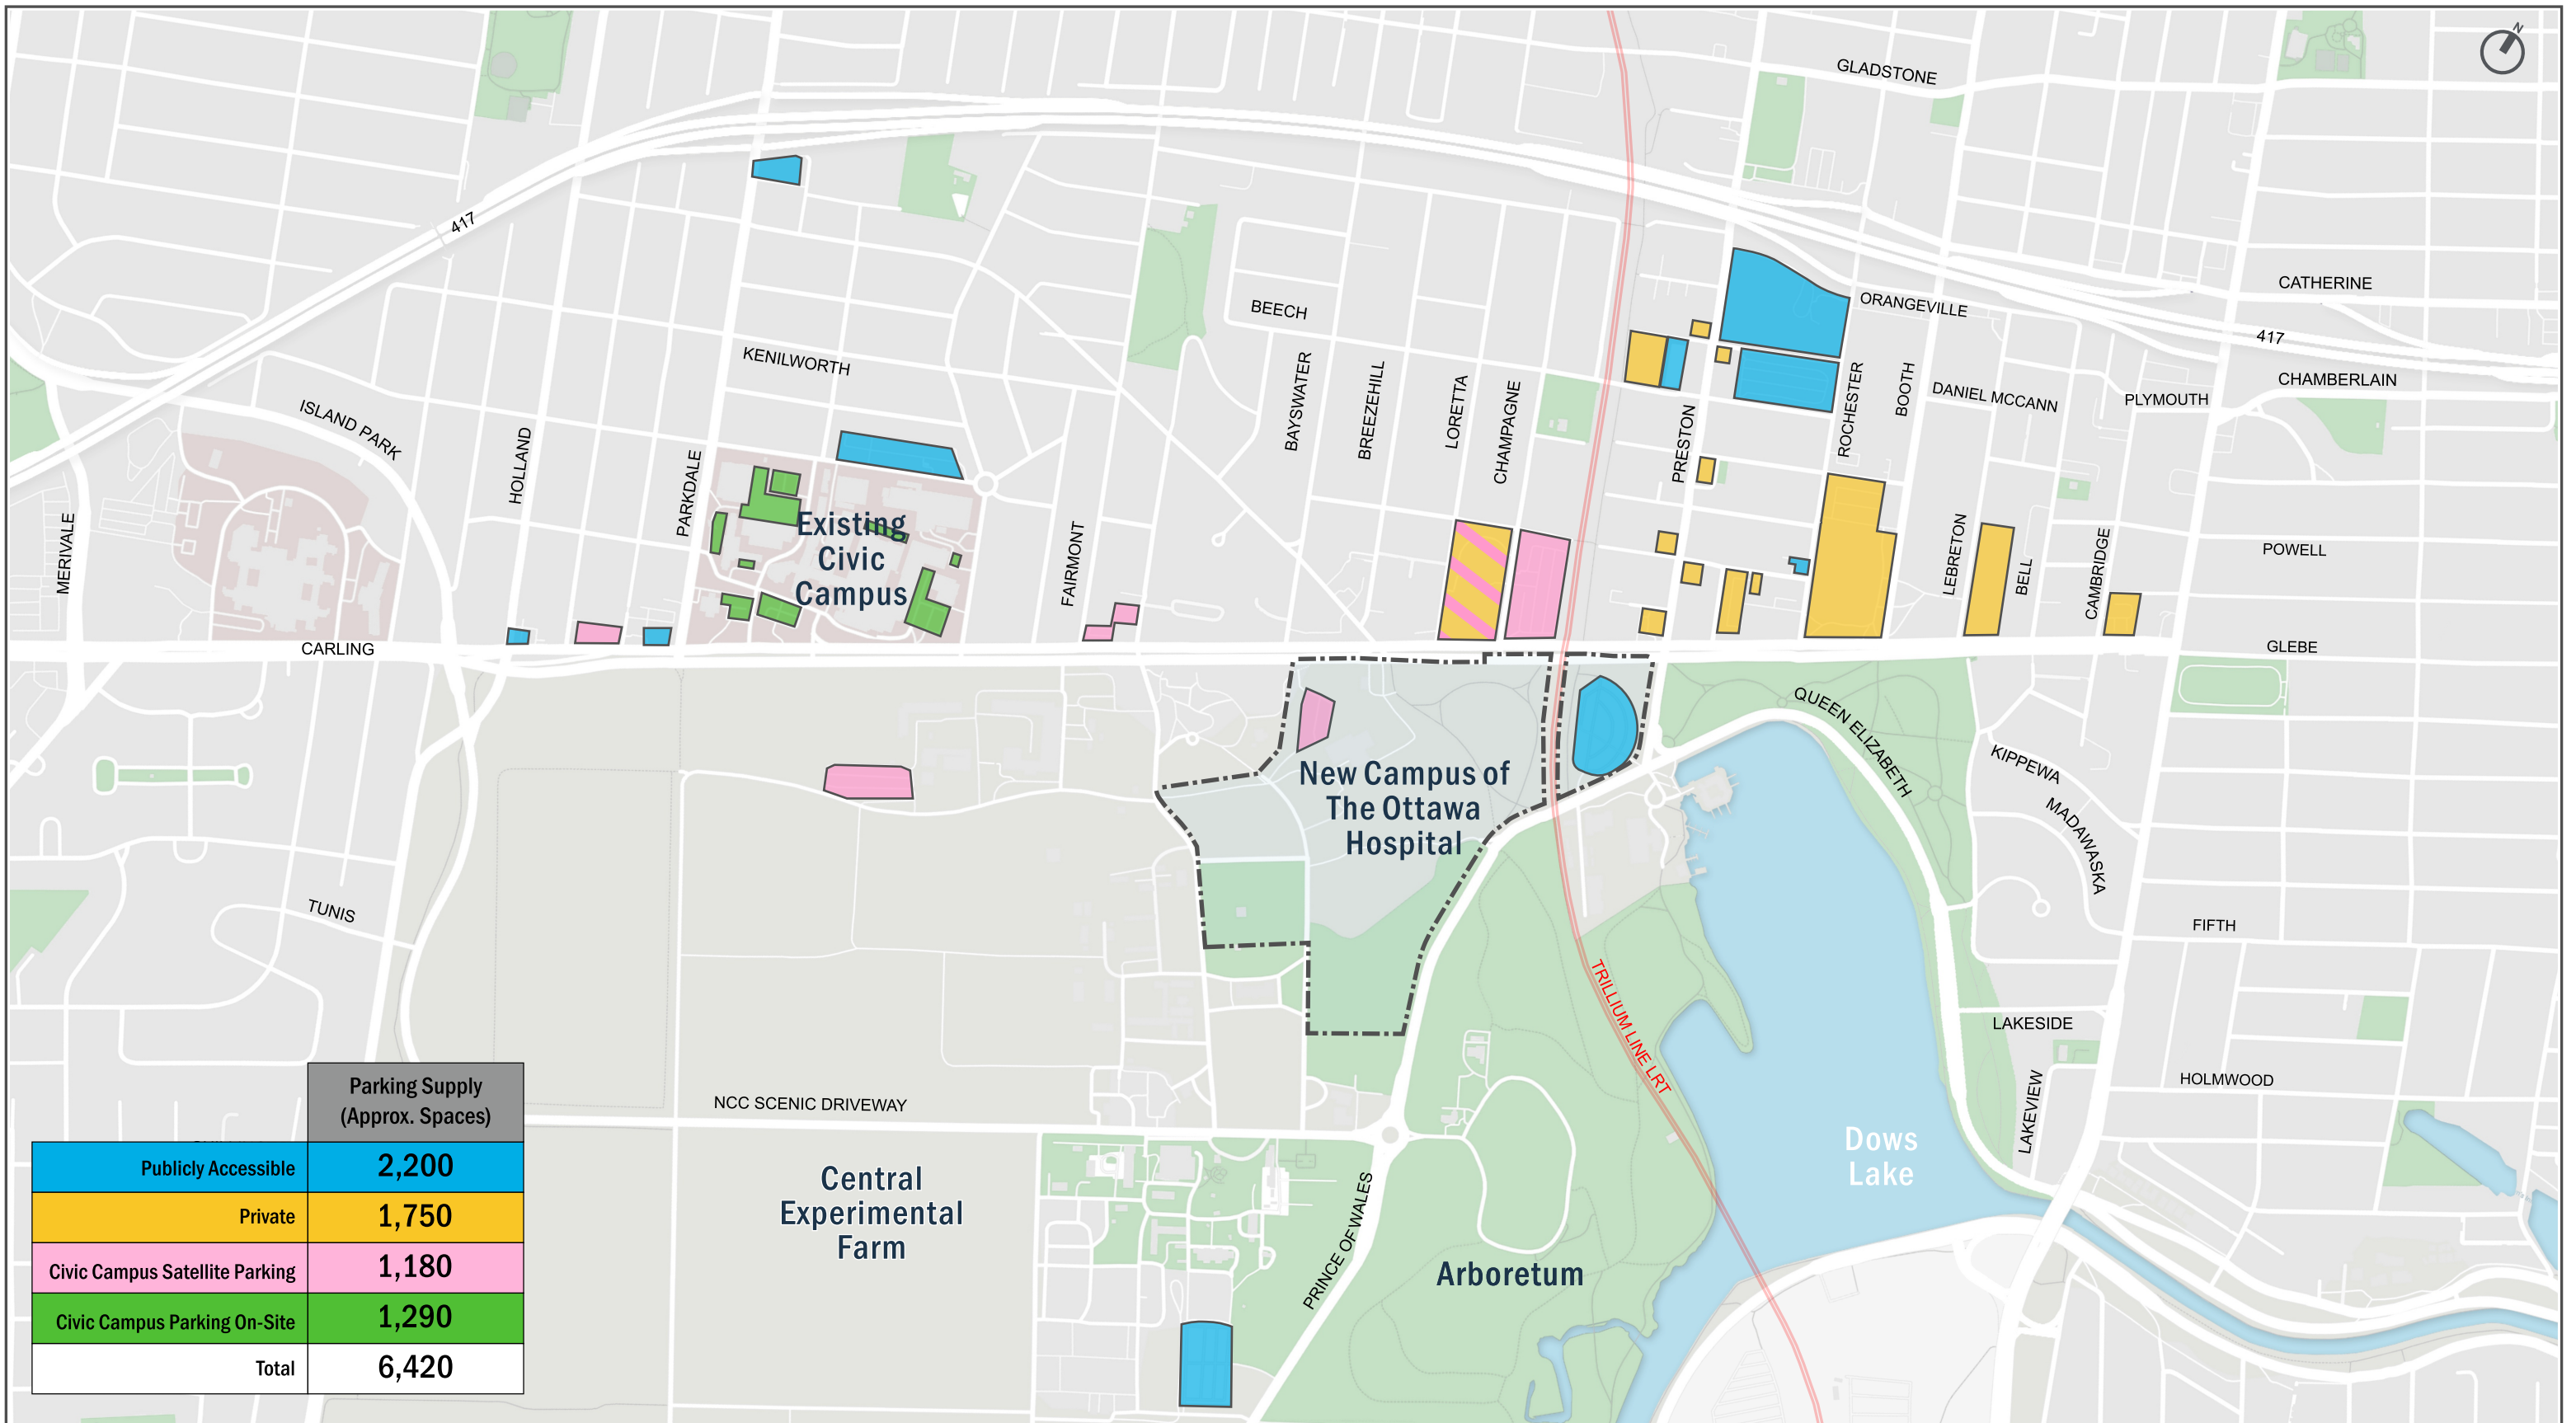 N
GLADSTONE
417
CATHERINE
ORANGEVILLE
BEECH
417
KENILWORTH
CHAMBERLAIN
DANIEL MCCANN
PLYMOUTH
ISLAND PARK
HOLLAND
PARKDALE
BAYSWATER
BREEZEHILL
LORETTA
CHAMPAGNE
PRESTON
ROCHESTER
BOOTH
MERIVALE
Existing
Civic
Campus
FAIRMONT
LEBRETON
BELL
CAMBRIDGE
POWELL
CARLING
GLEBE
QUEEN ELIZABETH
KIPPEWA
MADAWASKA
New Campus of
The Ottawa
Hospital
TUNIS
FIFTH
TRILLIUM LINE LRT
LAKESIDE
HOLMWOOD
LAKEVIEW
NCC SCENIC DRIVEWAY
Dows
Lake
Central
Experimental
Farm
PRINCE OF WALES
Arboretum
Parking Supply
(Approx. Spaces)
Publicly Accessible 2,200
Private 1,750
Civic Campus Satellite Parking 1,180
Civic Campus Parking On-Site 1,290
Total 6,420